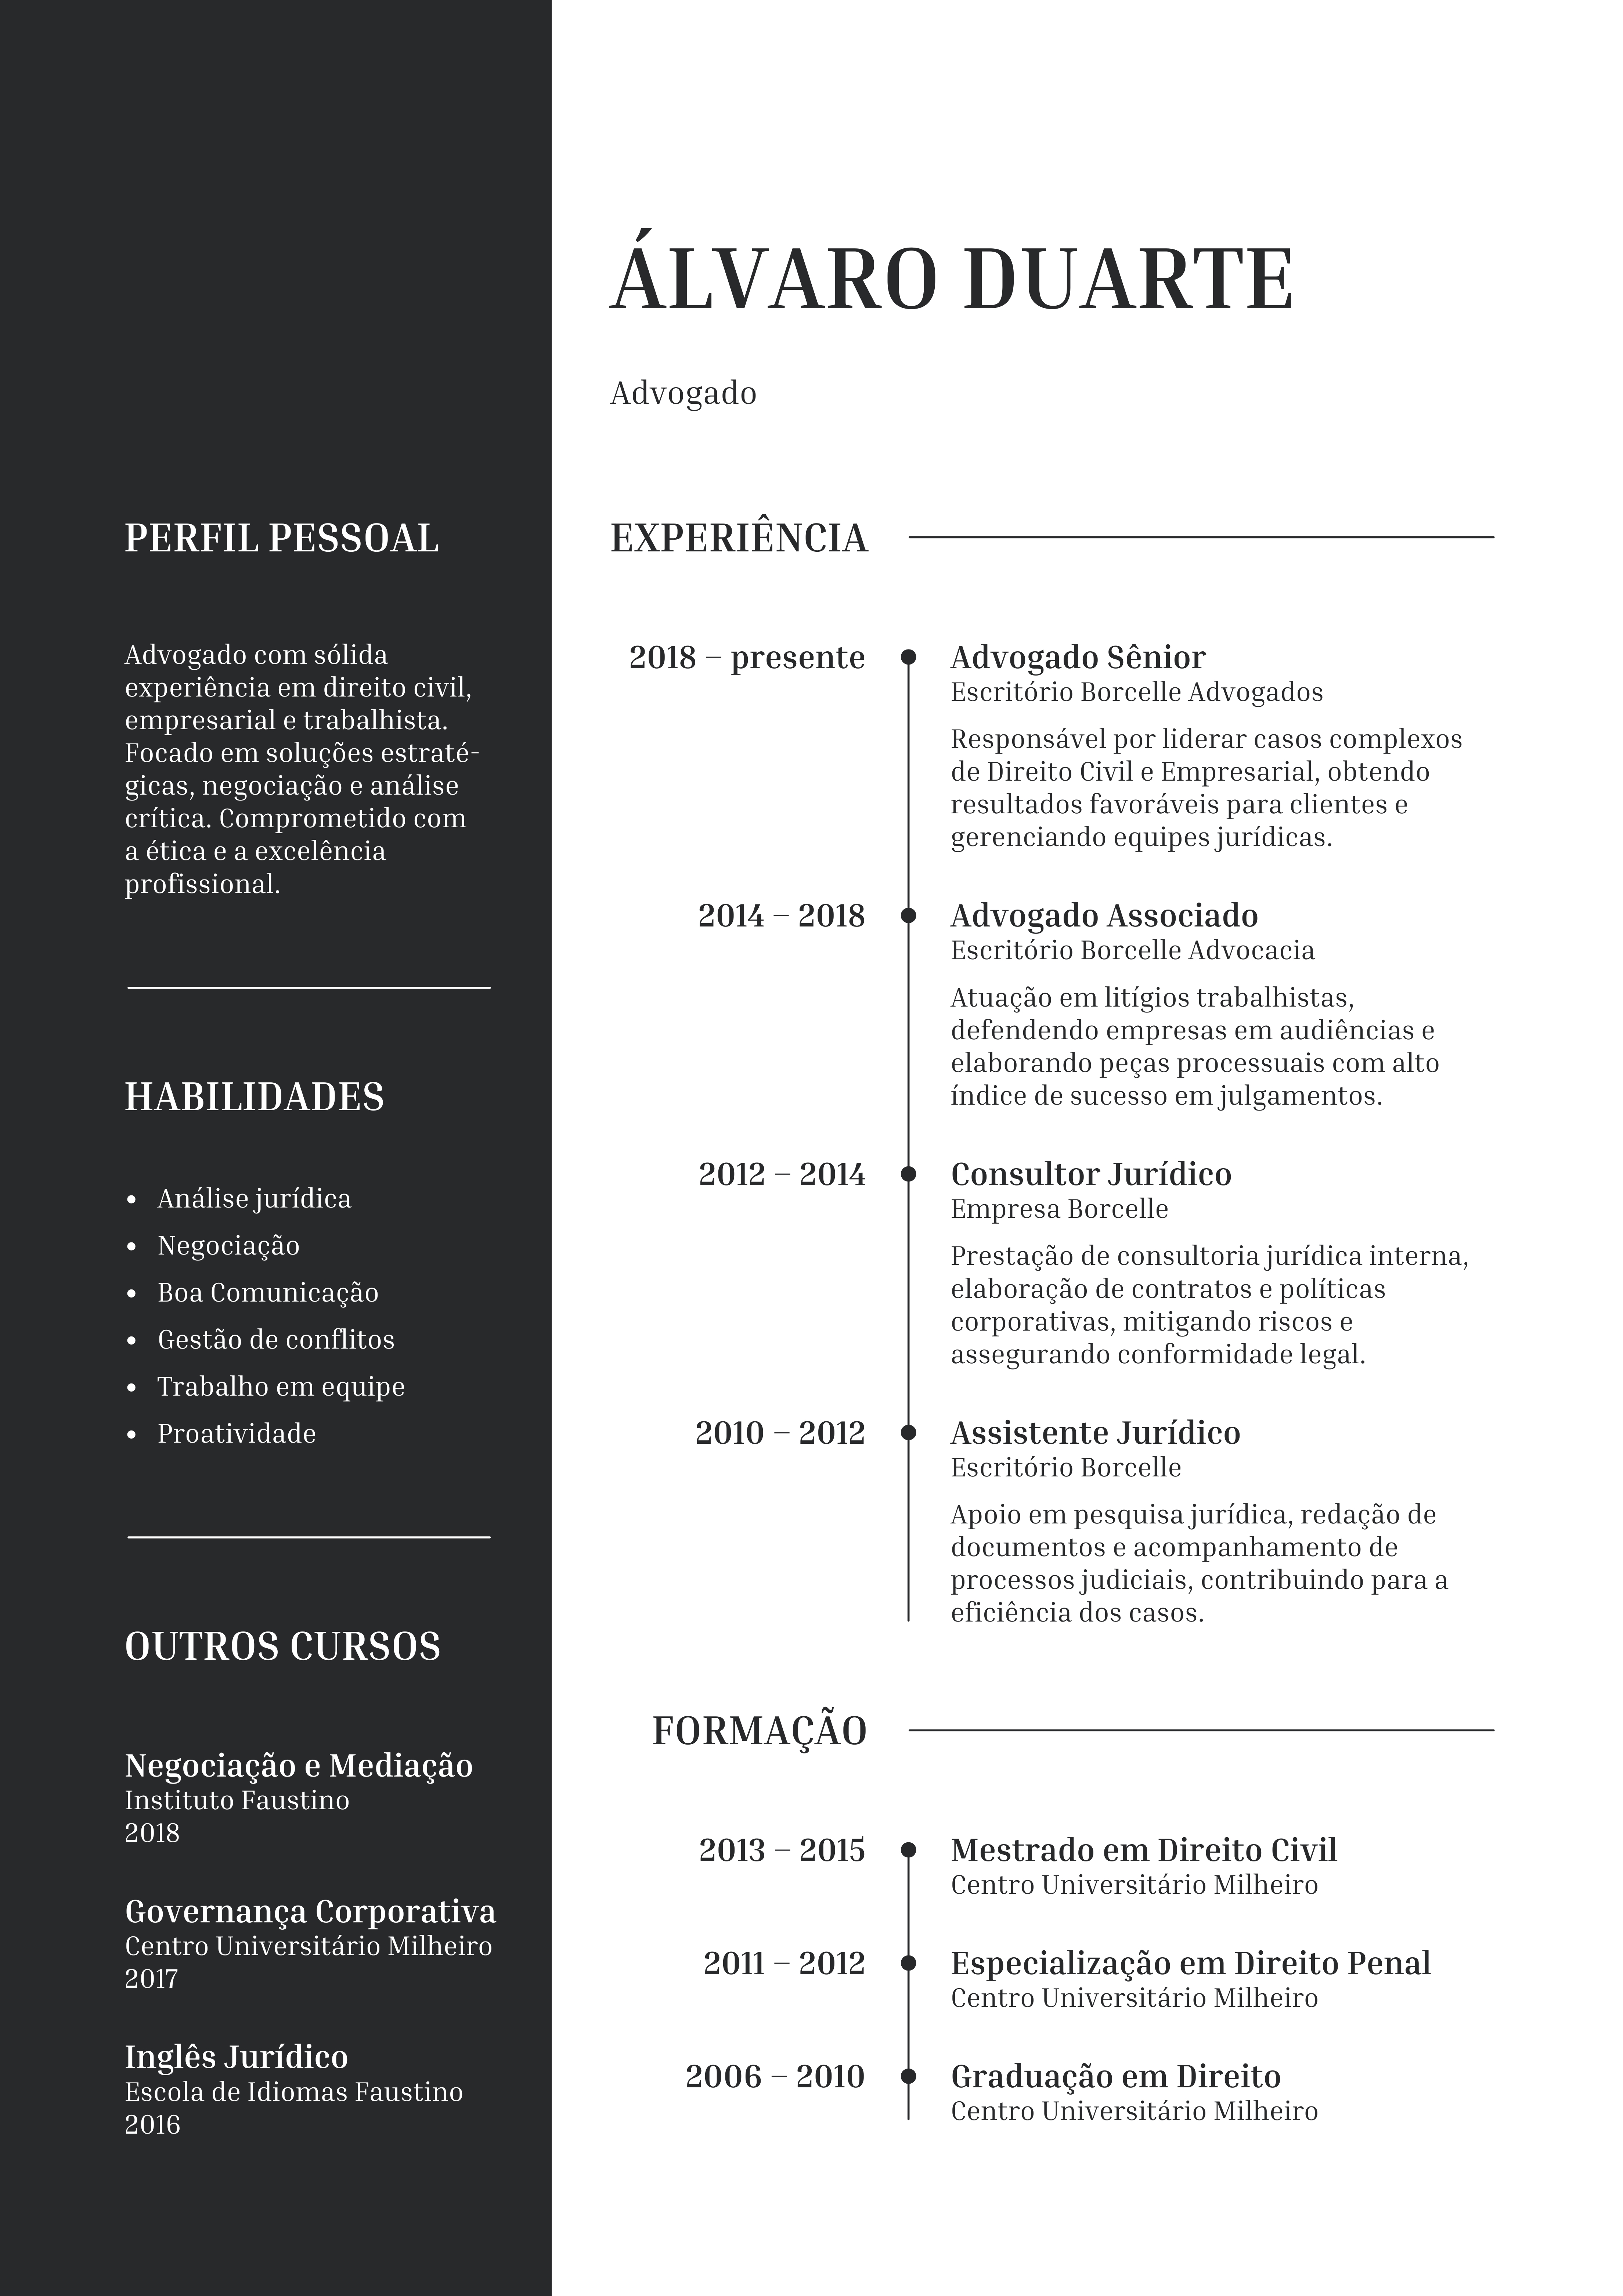 ÁLVARO DUARTE
Advogado
PERFIL PESSOAL
Advogado com sólida
experiência em direito civil,
empresarial e trabalhista.
Focado em soluções estraté-
gicas, negociação e análise
crítica. Comprometido com
a ética e a excelência
profissional.
HABILIDADES
• Análise jurídica
• Negociação
• Boa Comunicação
• Gestão de conflitos
• Trabalho em equipe
• Proatividade
OUTROS CURSOS
Negociação e Mediação
Instituto Faustino
2018
Governança Corporativa
Centro Universitário Milheiro
2017
Inglês Jurídico
Escola de Idiomas Faustino
2016
EXPERIÊNCIA
2018 – presente
Advogado Sênior
Escritório Borcelle Advogados
Responsável por liderar casos complexos
de Direito Civil e Empresarial, obtendo
resultados favoráveis para clientes e
gerenciando equipes jurídicas.
2014 – 2018
Advogado Associado
Escritório Borcelle Advocacia
Atuação em litígios trabalhistas,
defendendo empresas em audiências e
elaborando peças processuais com alto
índice de sucesso em julgamentos.
2012 – 2014
Consultor Jurídico
Empresa Borcelle
Prestação de consultoria jurídica interna,
elaboração de contratos e políticas
corporativas, mitigando riscos e
assegurando conformidade legal.
2010 – 2012
Assistente Jurídico
Escritório Borcelle
Apoio em pesquisa jurídica, redação de
documentos e acompanhamento de
processos judiciais, contribuindo para a
eficiência dos casos.
FORMAÇÃO
2013 – 2015
Mestrado em Direito Civil
Centro Universitário Milheiro
2011 – 2012
Especialização em Direito Penal
Centro Universitário Milheiro
2006 – 2010
Graduação em Direito
Centro Universitário Milheiro